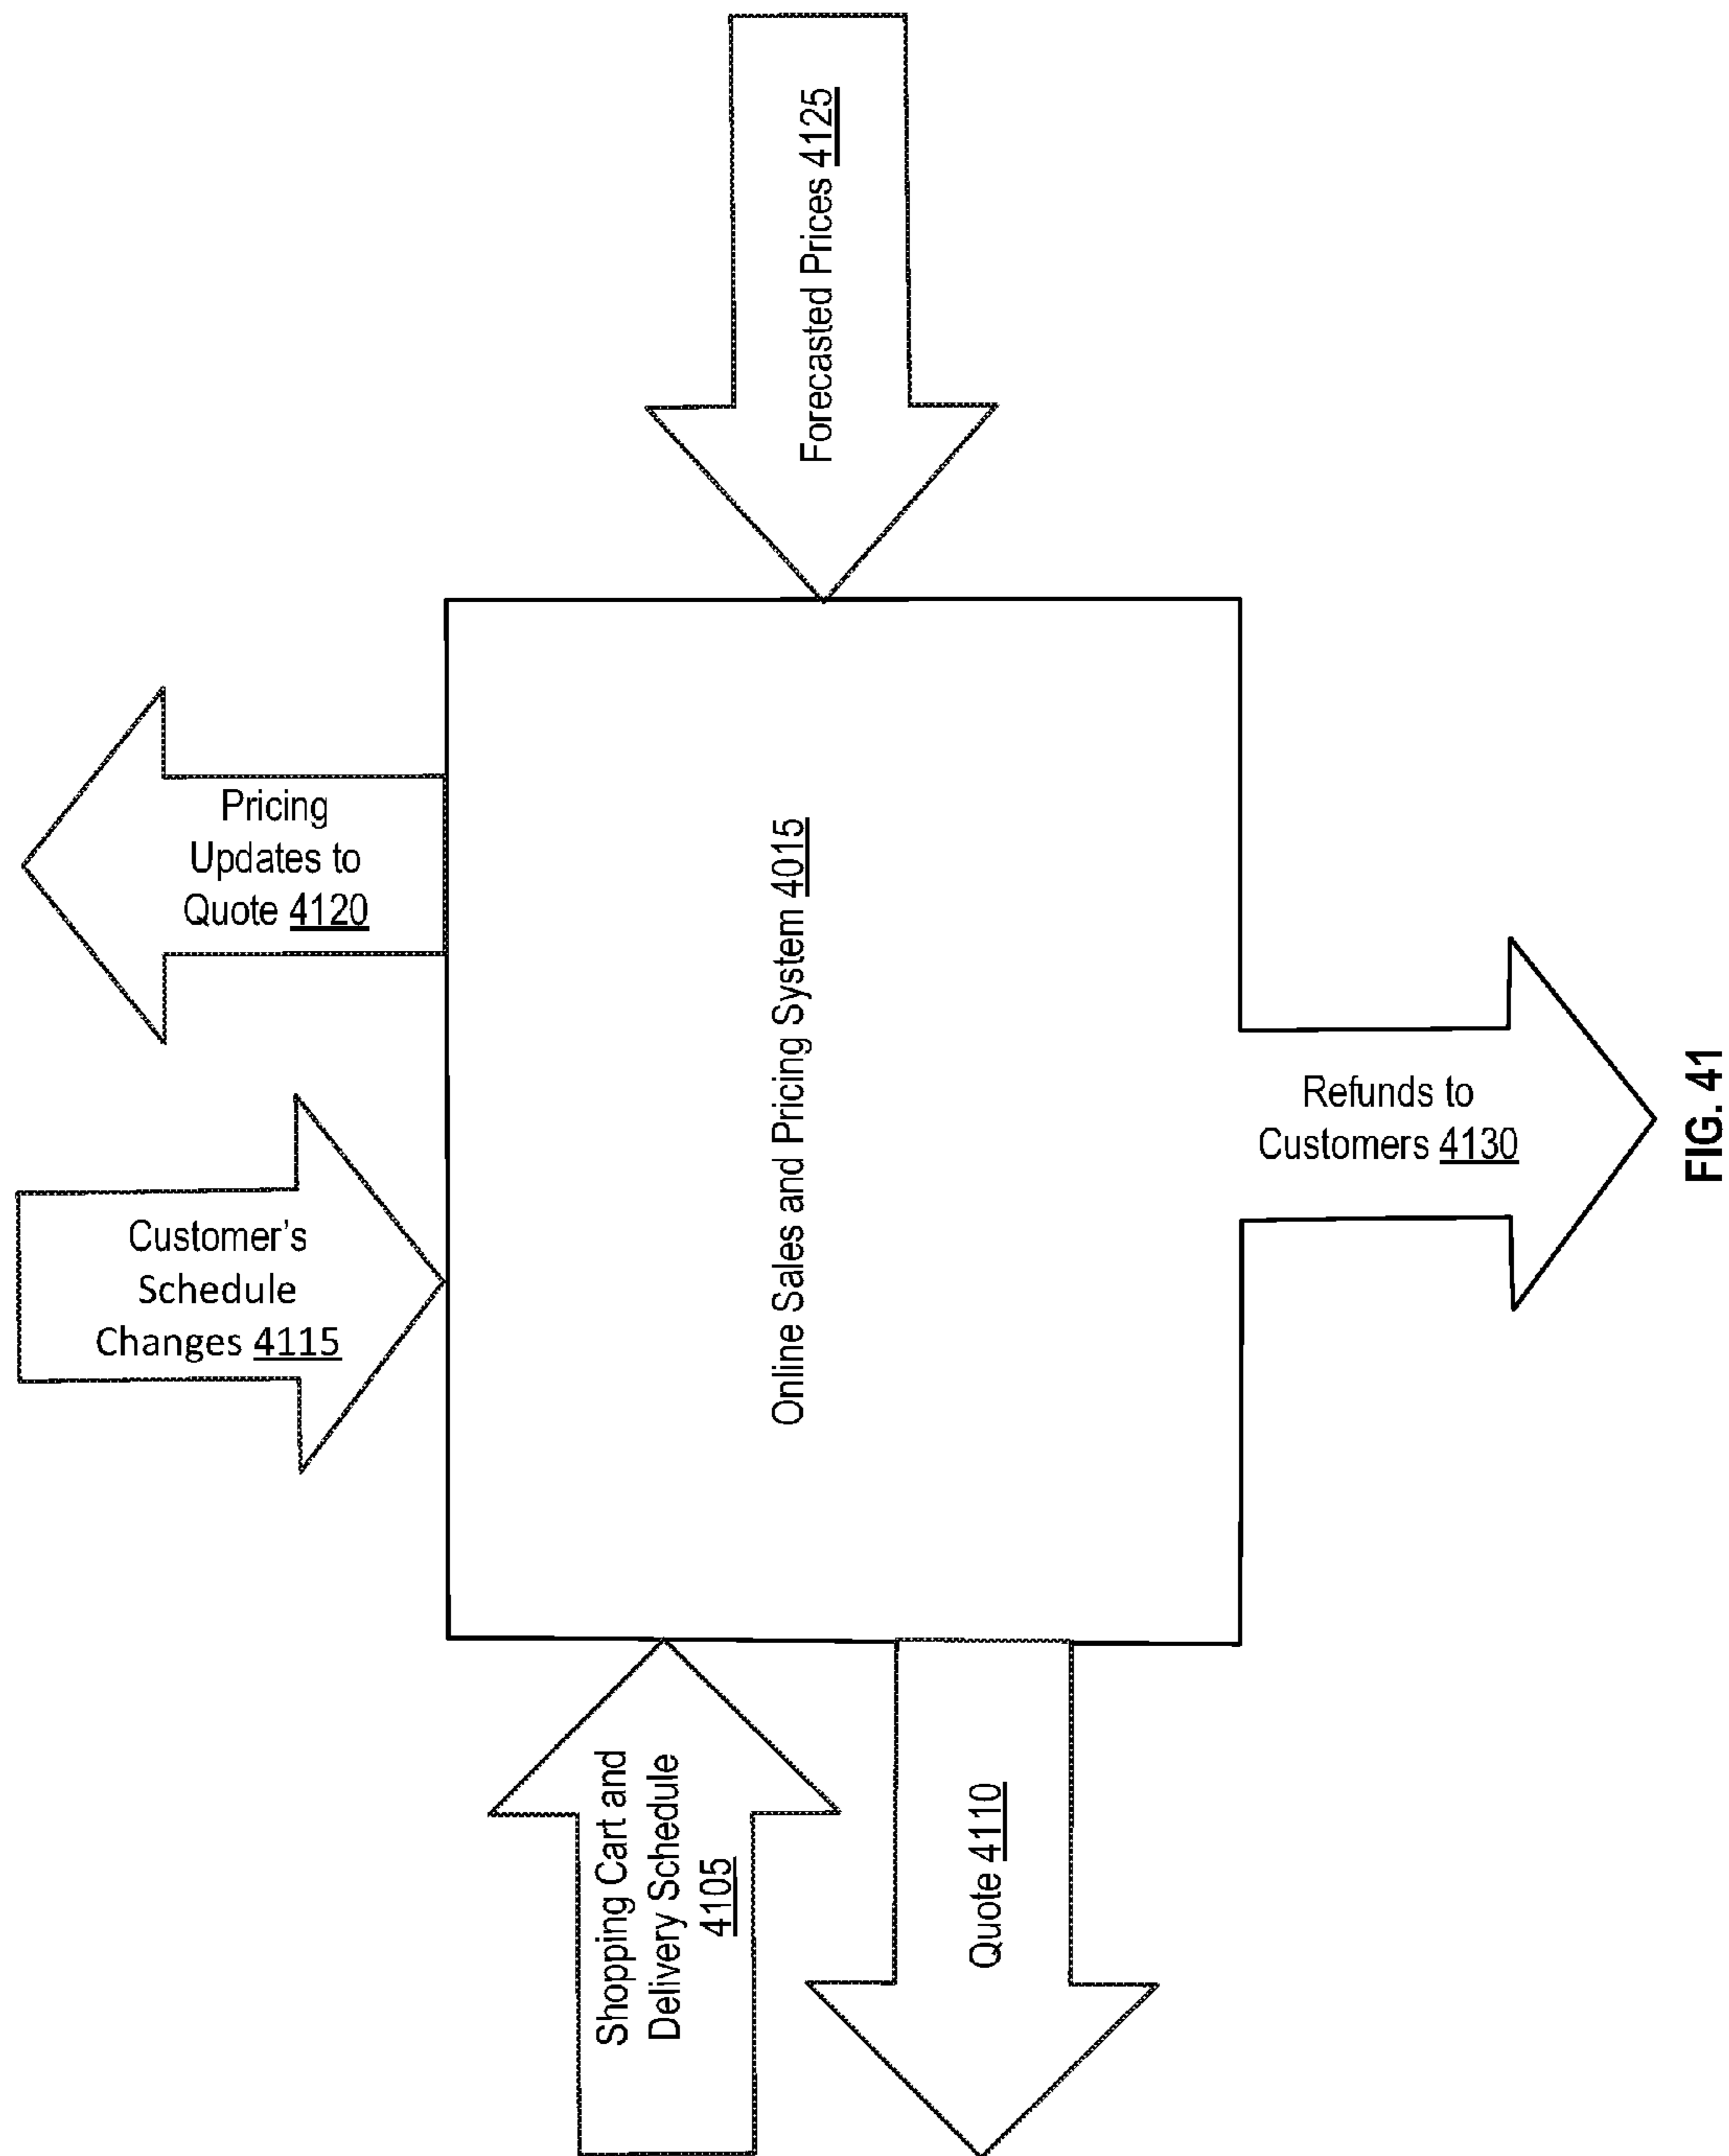 Pricing
Updates to
Quote 4120
Customer’s
Schedule
Changes 4115
Forecasted Prices 4125
Online Sales and Pricing System 4015
Shopping Cart and
Delivery Schedule
4105
Quote 4110
Refunds to
Customers 4130
FIG. 41